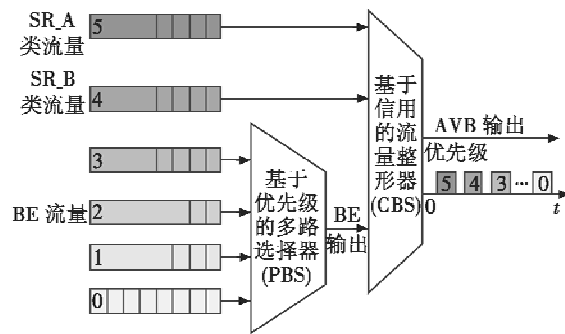 SR_A
类流量
5
SR_B
类流量
4
3
BE 流量
2
1
0
基于
优先级
的多路
选择器
(PBS)
BE
输出
基于
信用
的流
量整
形器
(CBS)
AVB 输出
优先级
5 4 3 … 0
0
t